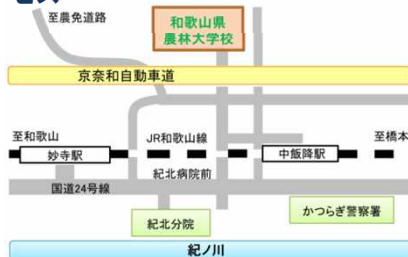 至農免道路
和歌山県
農林大学校
京奈和自動車道
至和歌山
JR和歌山線
至橋本
妙寺駅
中飯降駅
紀北病院前
国道24号線
紀北分院
かつらぎ警察署
紀ノ川